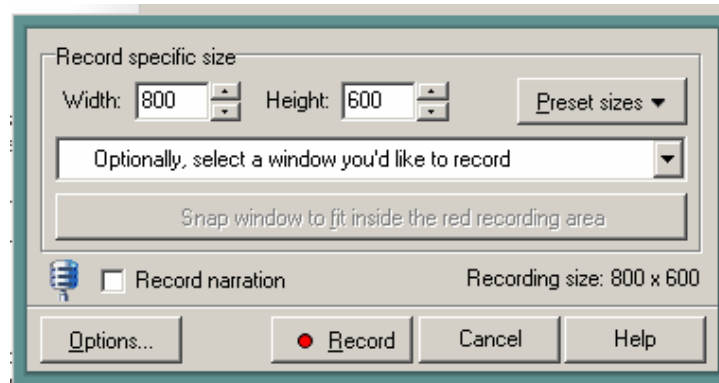 Record specific size
Width: 800 Height: 600 Preset sizes
Optionally, select a window you'd like to record
Snap window to fit inside the red recording area
Record narration Recording size: 800 x 600
Options... Record Cancel Help